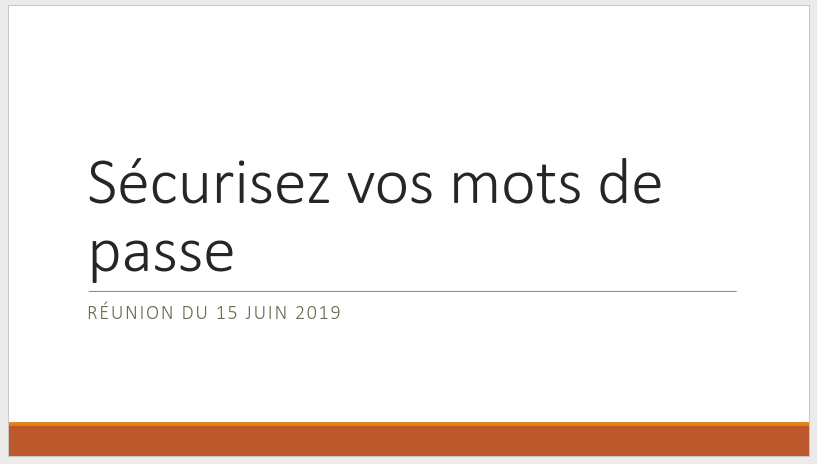 Sécurisez vos mots de
passe
RÉUNION DU 15 JUIN 2019